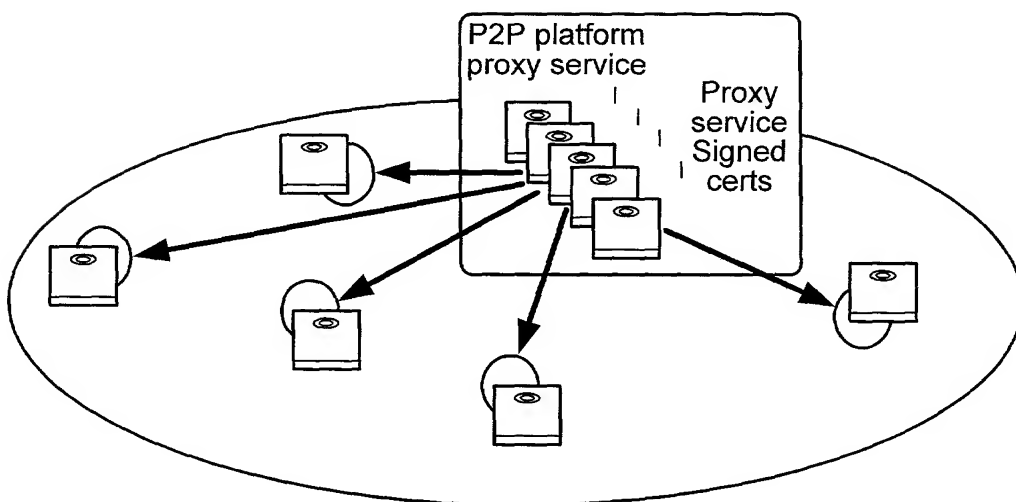 P2P platform
proxy service
Proxy
service
Signed
certs